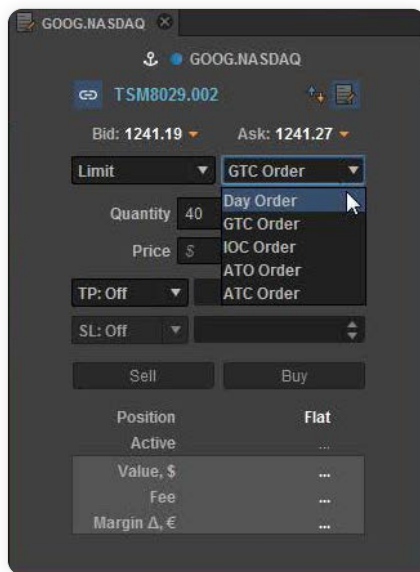 GOOG.NASDAQ
GOOG.NASDAQ
TSM8029.002
Bid: 1241.19 Ask: 1241.27
Limit GTC Order
Day Order
Quantity 40 GTC Order
IOC Order
Price $ ATO Order
TP: Off ATC Order
SL: Off
Sell Buy
Position Flat
Active ...
Value, $ ...
Fee ...
Margin Δ, € ...